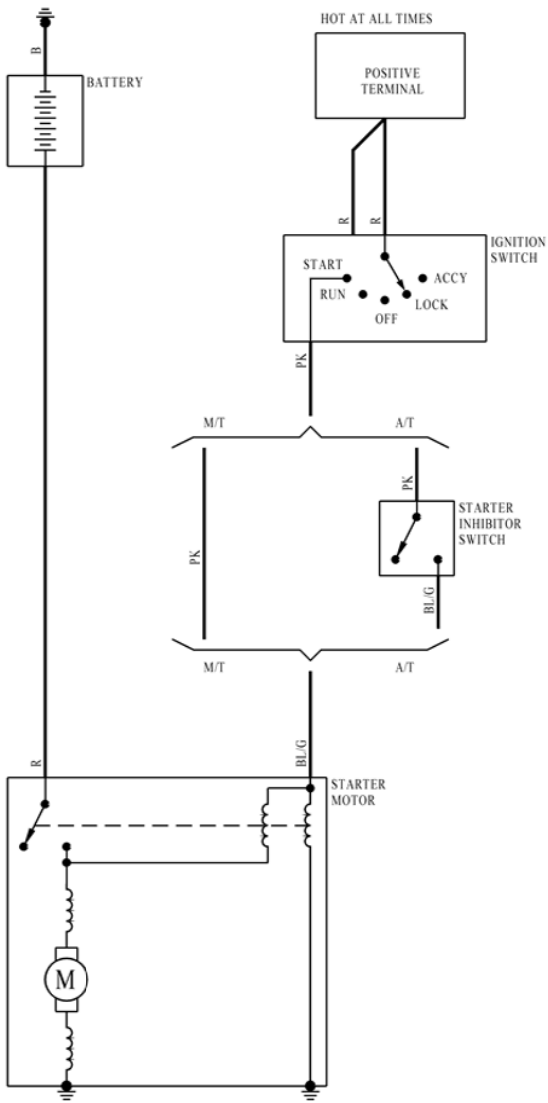 HOT AT ALL TIMES
B
BATTERY
POSITIVE
TERMINAL
R
R
IGNITION
SWITCH
START
ACCY
RUN
LOCK
OFF
PK
M/T
A/T
PK
STARTER
INHIBITOR
SWITCH
PK
BL/G
M/T
A/T
R
BL/G
STARTER
MOTOR
M